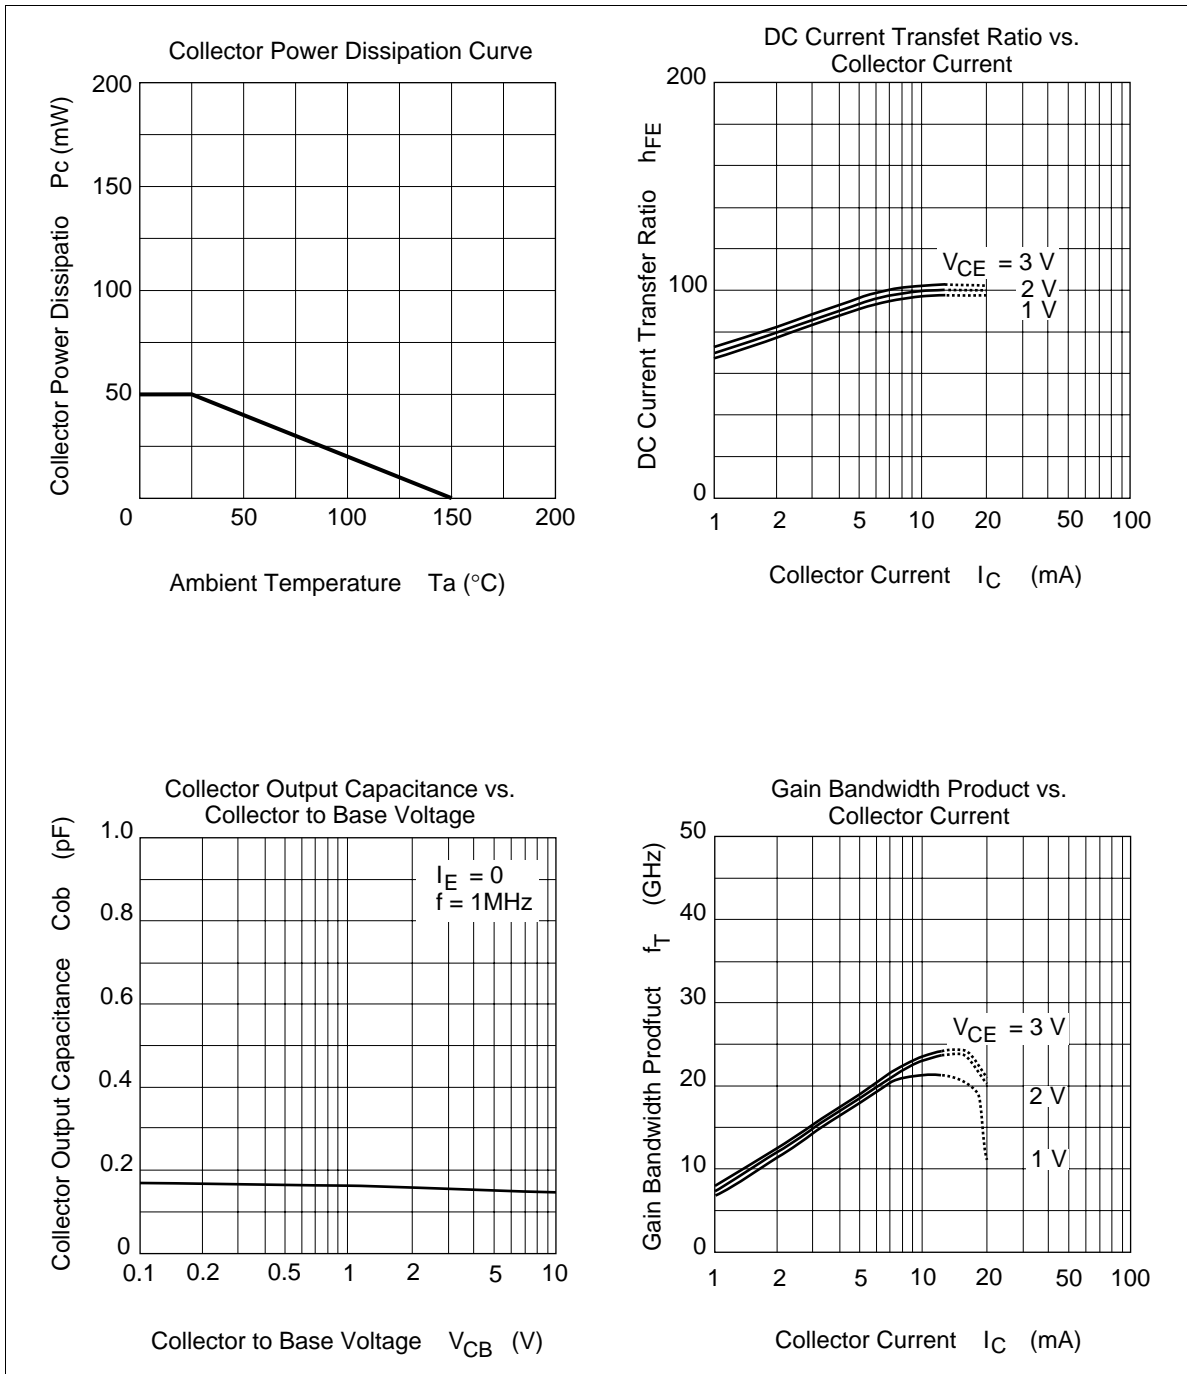 Collector Power Dissipation Curve
Collector Power Dissipatio Pc (mW)
200
150
100
50
0
50
100
150
200
Ambient Temperature Ta (°C)
DC Current Transfet Ratio vs.
Collector Current
DC Current Transfer Ratio hFE
200
100
0
VCE = 3 V
2 V
1 V
1 2 5 10 20 50 100
Collector Current IC (mA)
Collector Output Capacitance vs.
Collector to Base Voltage
Collector Output Capacitance Cob (pF)
1.0
0.8
0.6
0.4
0.2
0
IE = 0
f = 1MHz
0.1 0.2 0.5 1 2 5 10
Collector to Base Voltage VCB (V)
Gain Bandwidth Product vs.
Collector Current
Gain Bandwidth Prodfuct fT (GHz)
50
40
30
20
10
0
VCE = 3 V
2 V
1 V
1 2 5 10 20 50 100
Collector Current IC (mA)